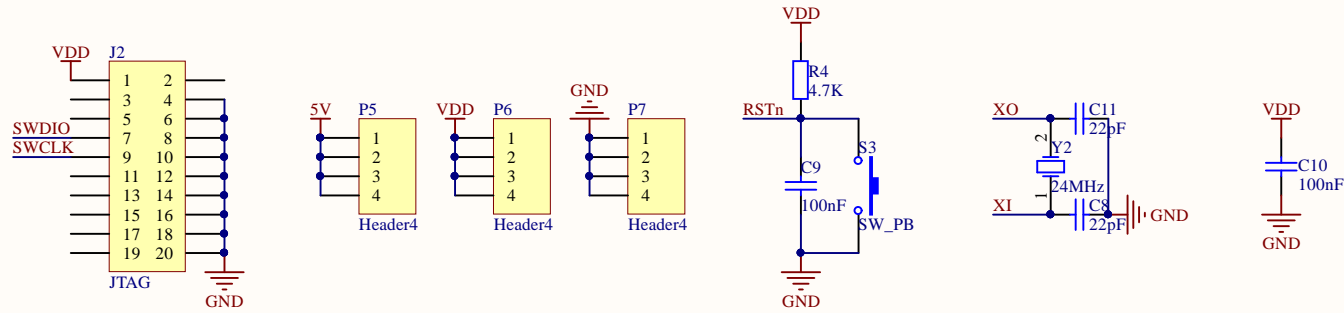 J2
VDD
1 2
3 4
5 6
SWDIO 7 8
SWCLK 9 10
11 12
13 14
15 16
17 18
19 20
JTAG
GND
5V
P5
1
2
3
4
Header4
VDD
P6
1
2
3
4
Header4
GND
P7
1
2
3
4
Header4
VDD
R4
4.7K
RSTn
S3
C9
100nF
SW_PB
GND
XO
C11
22pF
2
Y2
24MHz
1
XI
C8
22pF
GND
VDD
C10
100nF
GND